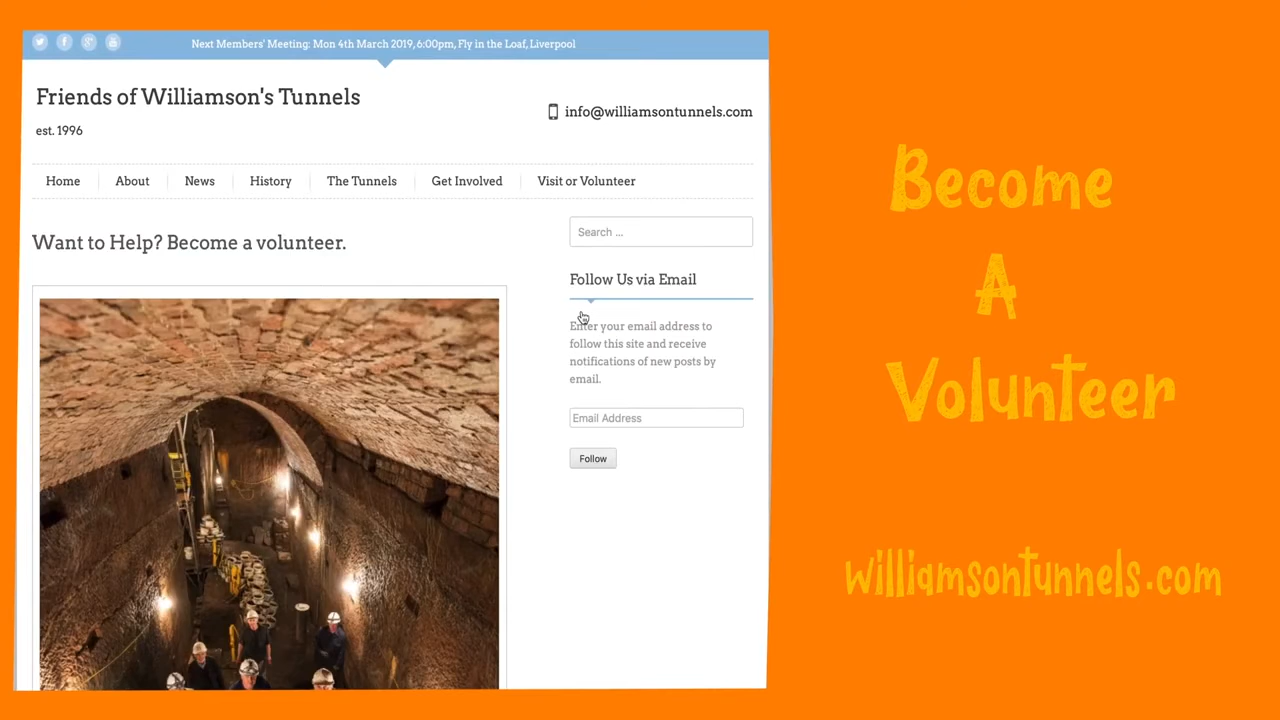 Next Members' Meeting: Mon 4th March 2019, 6:00pm, Fly in the Loaf, Liverpool
Friends of Williamson's Tunnels
est. 1996
info@williamsontunnels.com
Home
About
News
History
The Tunnels
Get Involved
Visit or Volunteer
Want to Help? Become a volunteer.
Search ...
Follow Us via Email
Enter your email address to
follow this site and receive
notifications of new posts by
email.
Email Address
Follow
Become
A
Volunteer
williamsontunnels.com